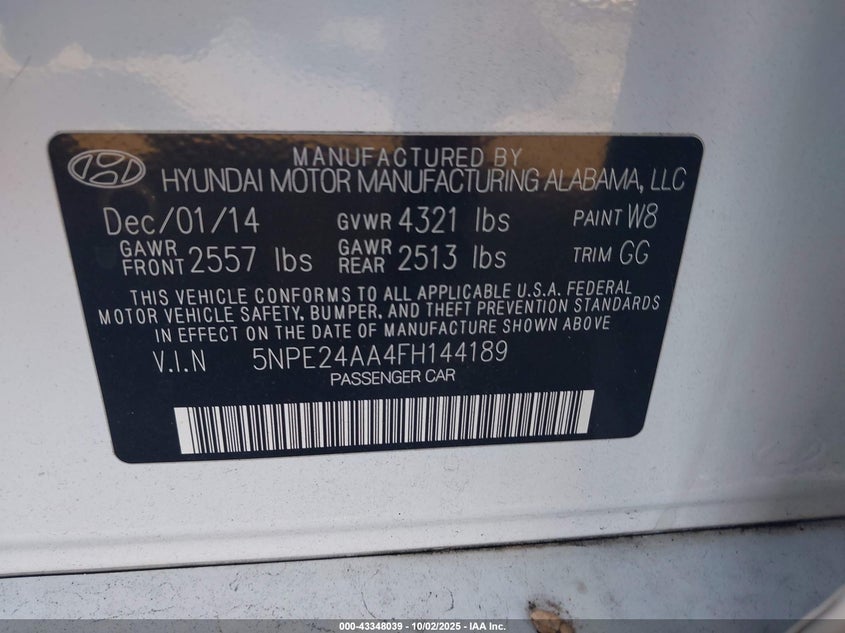 MANUFACTURED BY
HYUNDAI MOTOR MANUFACTURING ALABAMA, LLC
Dec/01/14 GVWR 4321 lbs PAINT W8
GAWR FRONT 2557 lbs GAWR REAR 2513 lbs TRIM GG
THIS VEHICLE CONFORMS TO ALL APPLICABLE U.S.A. FEDERAL
MOTOR VEHICLE SAFETY, BUMPER, AND THEFT PREVENTION STANDARDS
IN EFFECT ON THE DATE OF MANUFACTURE SHOWN ABOVE
V.I.N 5NPE24AA4FH144189
PASSENGER CAR
000-43348039 - 10/02/2025 - IAA Inc.